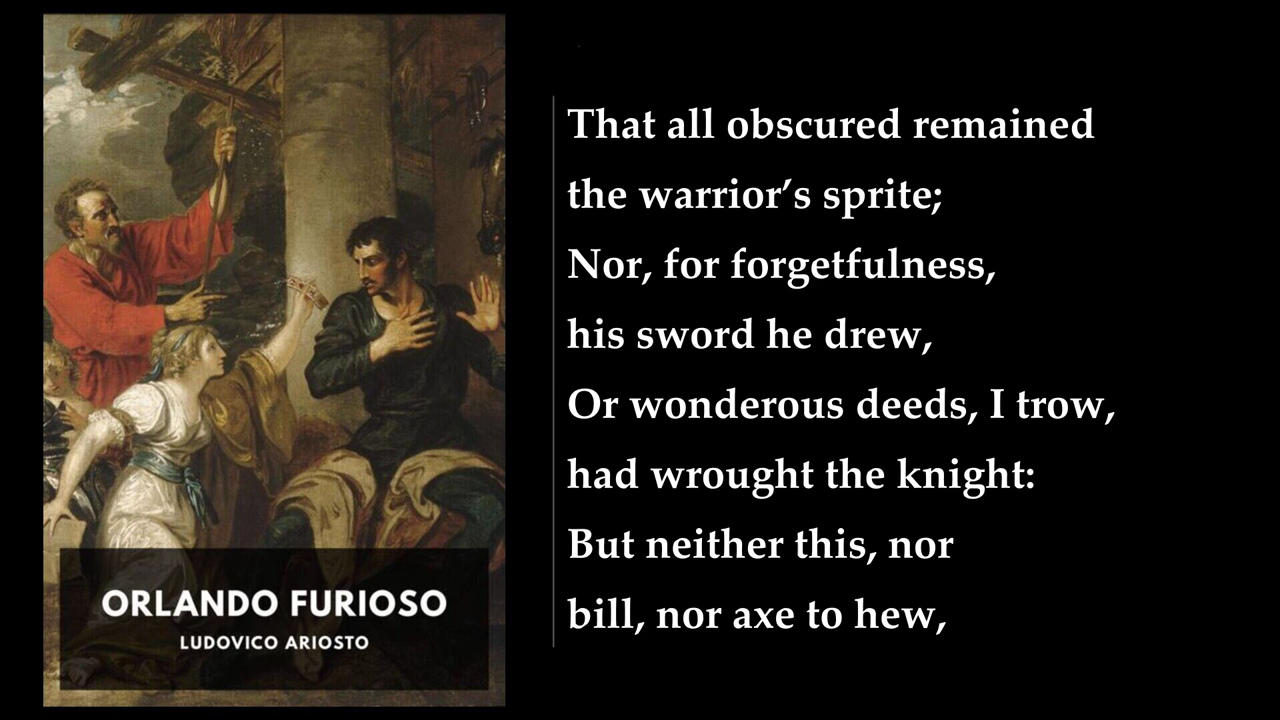 ORLANDO FURIOSO
LUDOVICO ARIOSTO
That all obscured remained
the warrior’s sprite;
Nor, for forgetfulness,
his sword he drew,
Or wonderous deeds, I trow,
had wrought the knight:
But neither this, nor
bill, nor axe to hew,